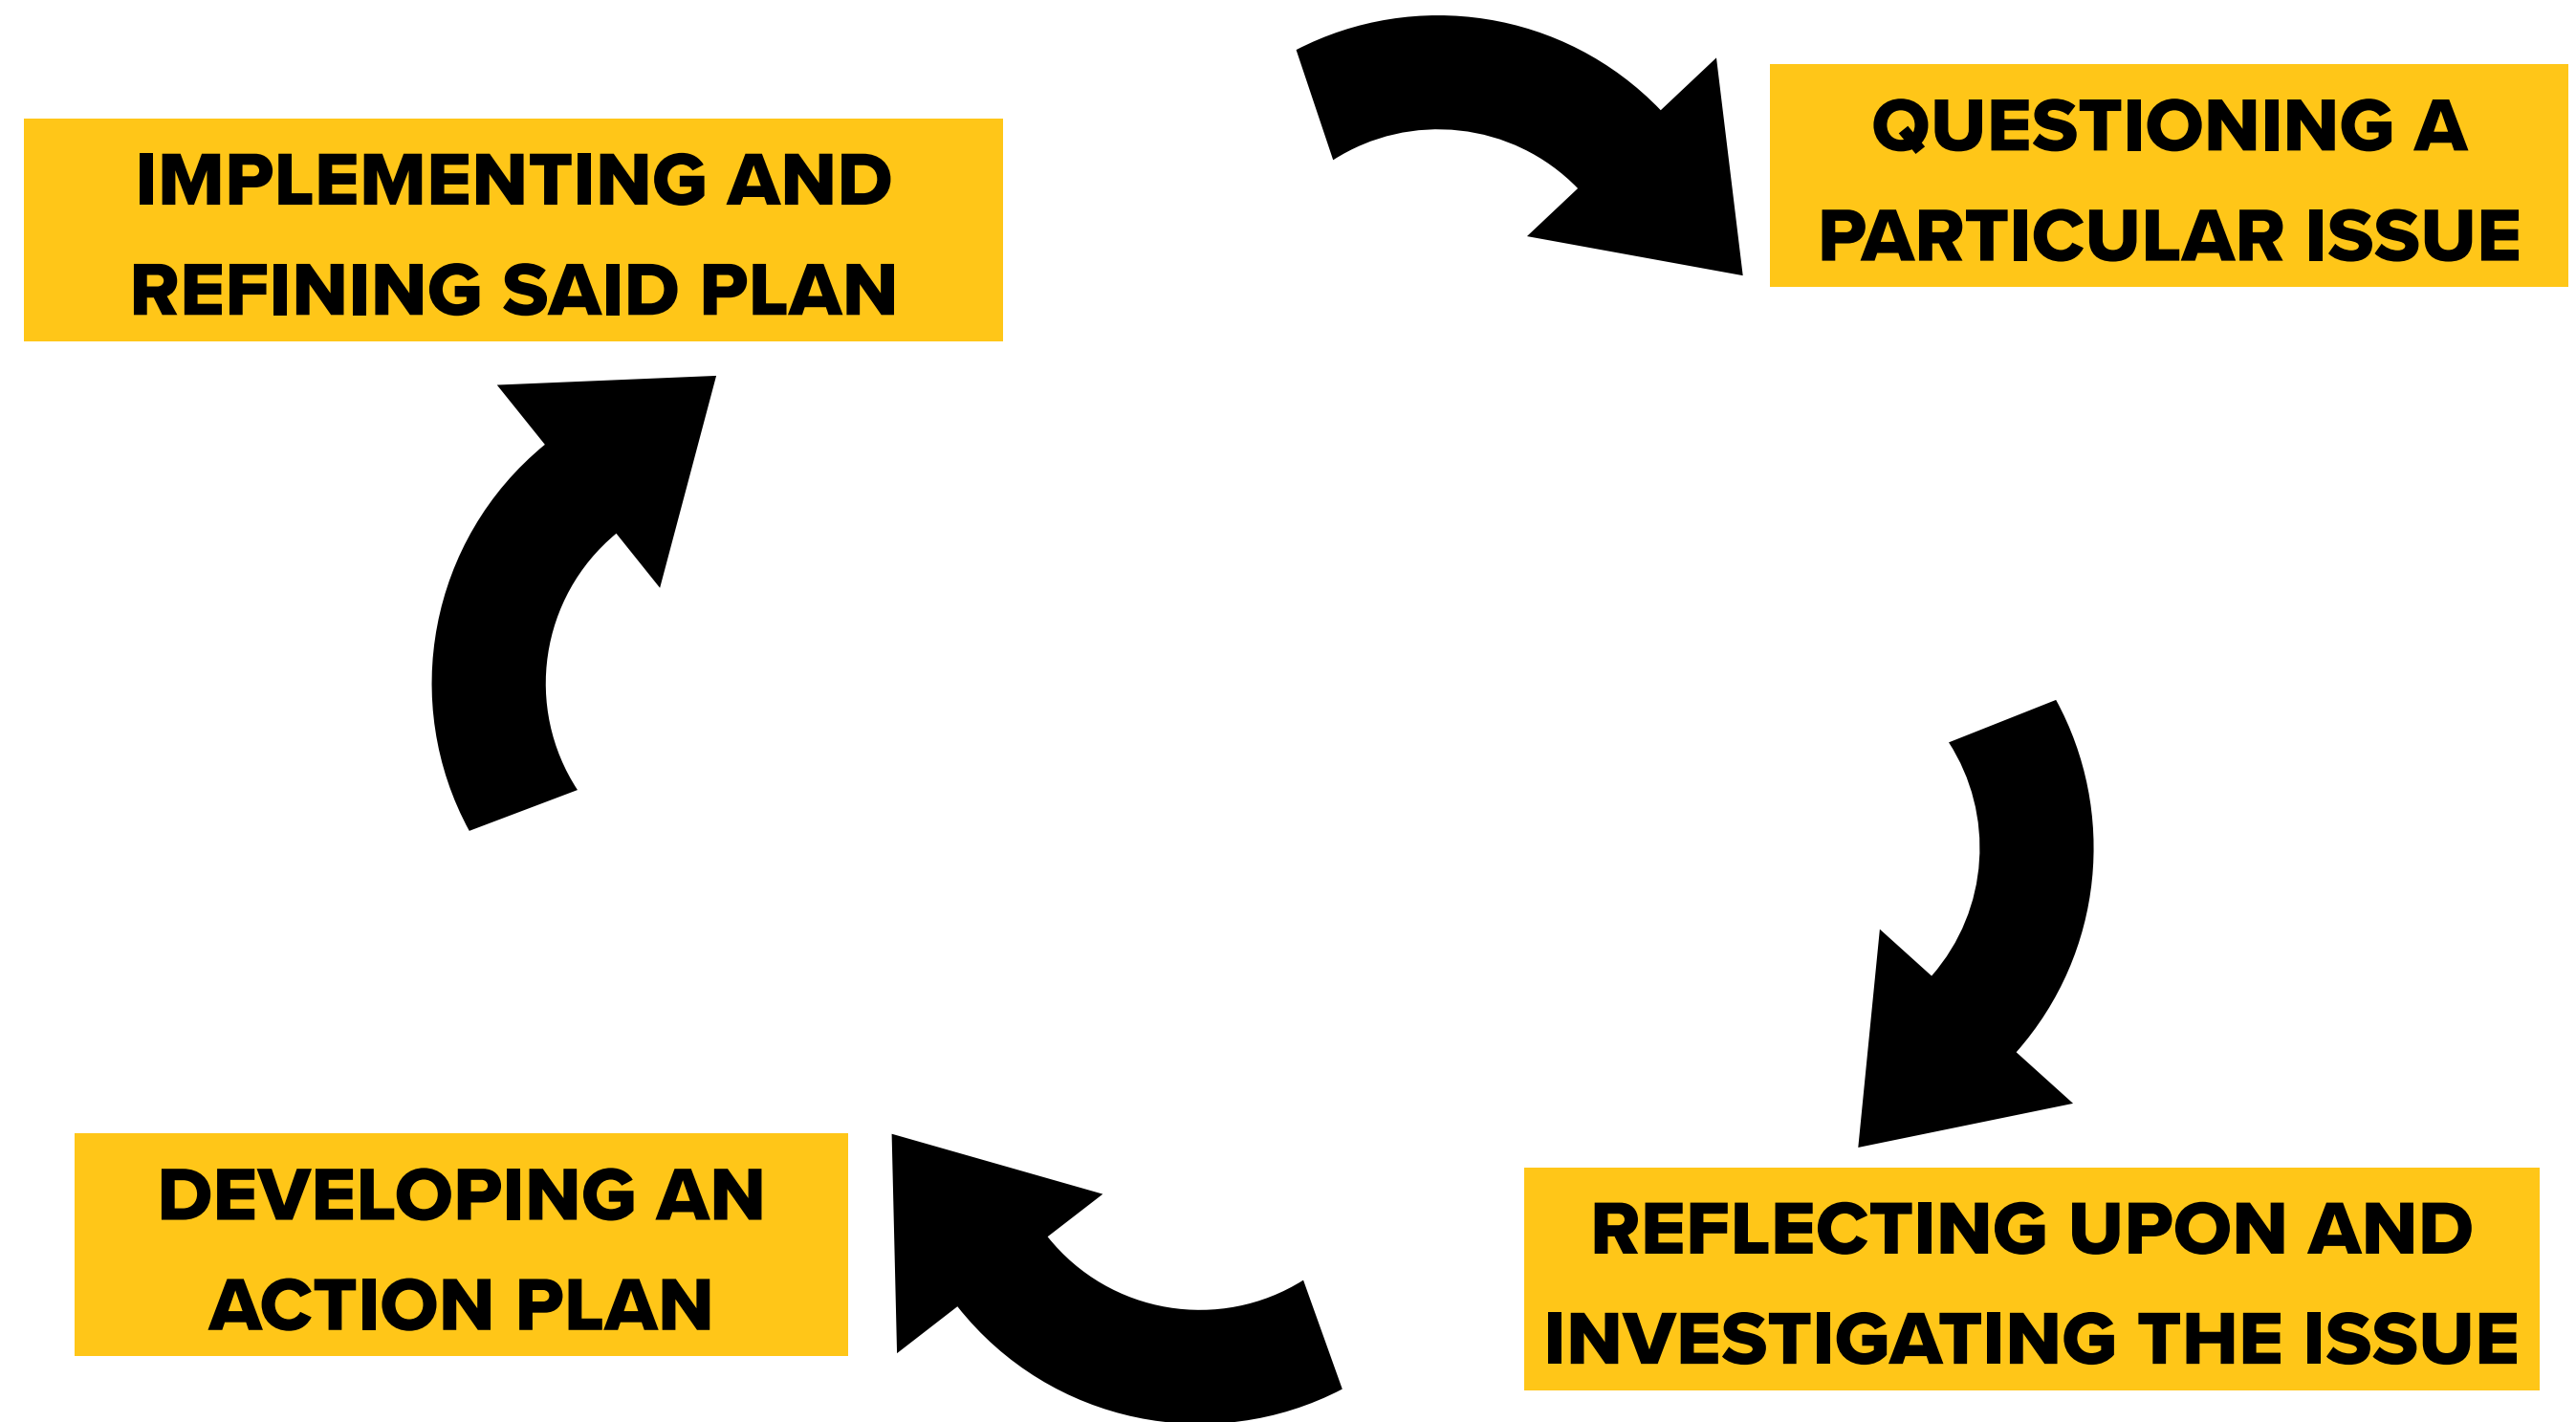 IMPLEMENTING AND
REFINING SAID PLAN
QUESTIONING A
PARTICULAR ISSUE
DEVELOPING AN
ACTION PLAN
REFLECTING UPON AND
INVESTIGATING THE ISSUE